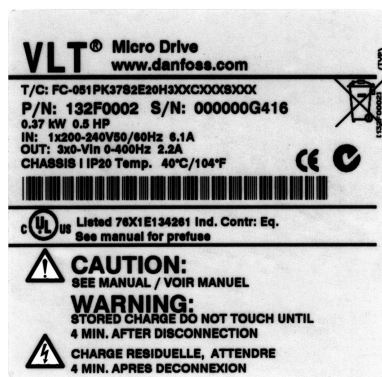 VLT® Micro Drive
www.danfoss.com
T/C: FC-051PK37S2E20H3XXCXXXSXXX
P/N: 132F0002 S/N: 000000G416
0.37 kW 0.5 HP
IN: 1x200-240V50/60Hz 6.1A
OUT: 3x0-Vin 0-400Hz 2.2A
CHASSIS I IP20 Temp. 40°C/104°F
CE
c UL US Listed 76X1E134261 Ind. Contr: Eq.
See manual for prefuse
CAUTION:
SEE MANUAL / VOIR MANUEL
WARNING:
STORED CHARGE DO NOT TOUCH UNTIL
4 MIN. AFTER DISCONNECTION
CHARGE RESIDUELLE, ATTENDRE
4 MIN. APRES DECONNEXION